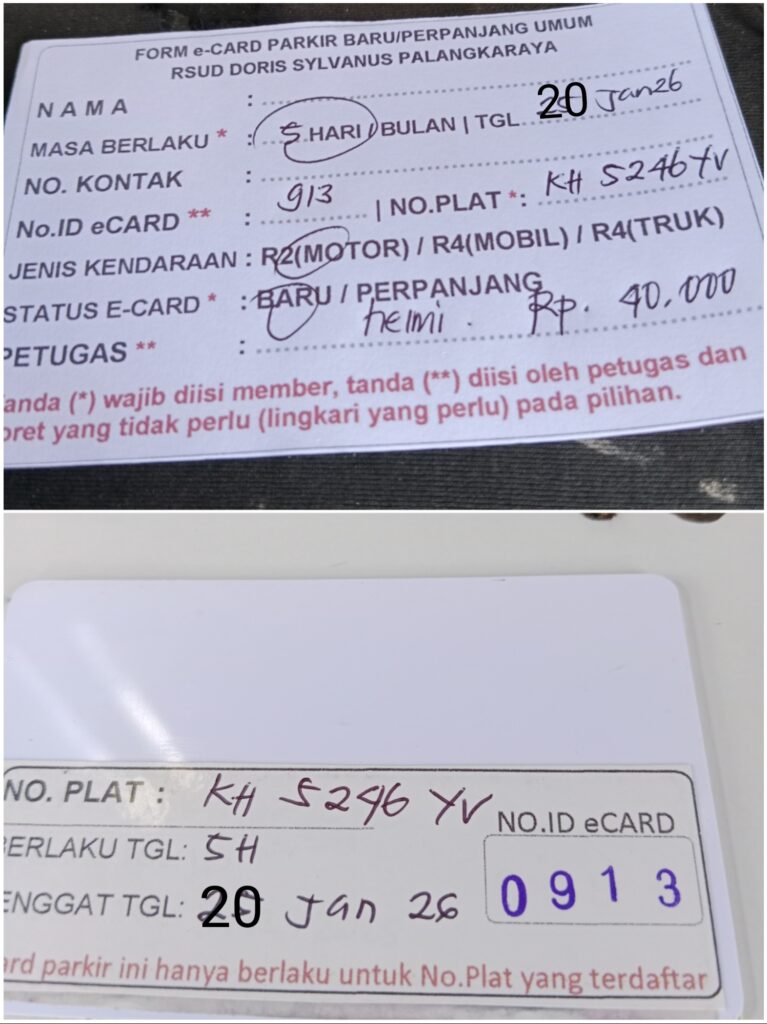 FORM e-CARD PARKIR BARU/PERPANJANG UMUM
RSUD DORIS SYLVANUS PALANGKARAYA
NAMA :
MASA BERLAKU * : 5 HARI / BULAN | TGL 20 Jan 26
NO. KONTAK :
No.ID eCARD ** : 913 | NO.PLAT *: KH 5246 YV
JENIS KENDARAAN : R2(MOTOR) / R4(MOBIL) / R4(TRUK)
STATUS E-CARD * : BARU / PERPANJANG
PETUGAS ** : helmi . Rp. 40.000
anda (*) wajib diisi member, tanda (**) diisi oleh petugas dan
oret yang tidak perlu (lingkari yang perlu) pada pilihan.
NO. PLAT : KH 5246 YV
NO.ID eCARD
ERLAKU TGL: 5H
0913
ENGGAT TGL: 20 Jan 26
ard parkir ini hanya berlaku untuk No.Plat yang terdaftar